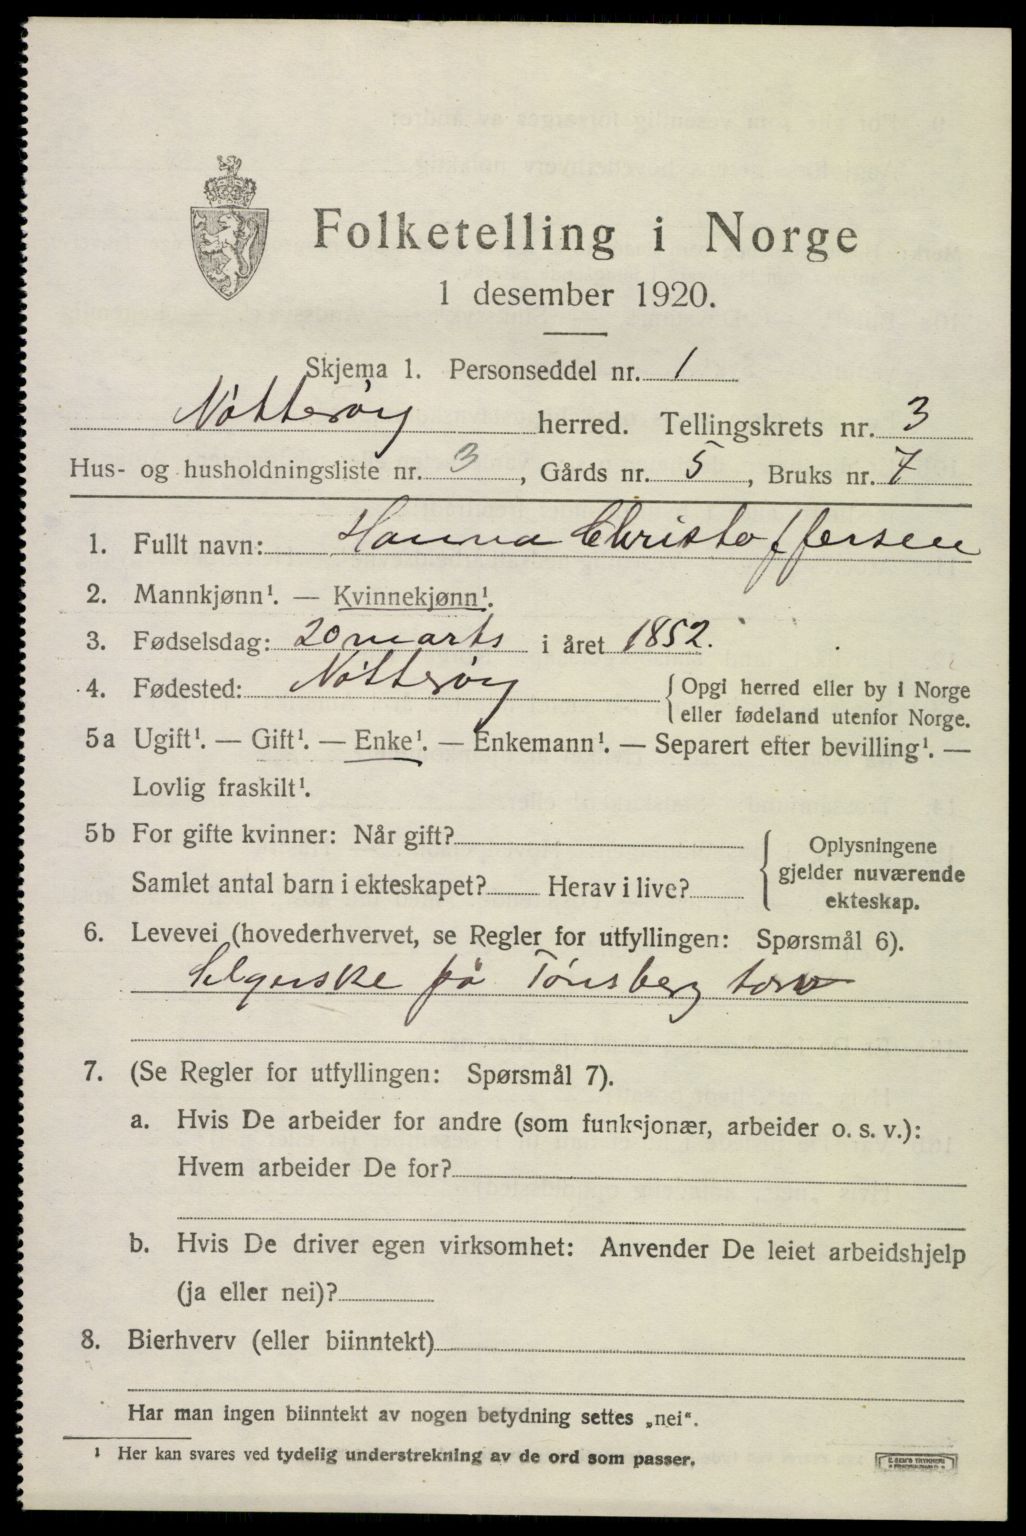 Folketelling i Norge
1 desember 1920.
Skjema 1. Personseddel nr. 1
Nøtterøy herred. Tellingskrets nr. 3
Hus- og husholdningsliste nr. 3, Gårds nr. 5, Bruks nr. 7
1. Fullt navn: Hanna Christoffersen
2. Mannkjønn¹. — Kvinnekjønn¹.
3. Fødselsdag: 20 marts i året 1852.
4. Fødested: Nøtterøy { Opgi herred eller by i Norge
eller fødeland utenfor Norge.
5a Ugift¹. — Gift¹. — Enke¹. — Enkemann¹. — Separert efter bevilling¹. —
Lovlig fraskilt¹.
5b For gifte kvinner: Når gift?
Samlet antal barn i ekteskapet? Herav i live?
{ Oplysningene
gjelder nuværende
ekteskap.
6. Levevei (hovederhvervet, se Regler for utfyllingen: Spørsmål 6).
Selgerske på Tønsberg torv
7. (Se Regler for utfyllingen: Spørsmål 7).
a. Hvis De arbeider for andre (som funksjonær, arbeider o. s. v.):
Hvem arbeider De for?
b. Hvis De driver egen virksomhet: Anvender De leiet arbeidshjelp
(ja eller nei)?
8. Bierhverv (eller biinntekt)
Har man ingen biinntekt av nogen betydning settes „nei“.
¹ Her kan svares ved tydelig understrekning av de ord som passer.